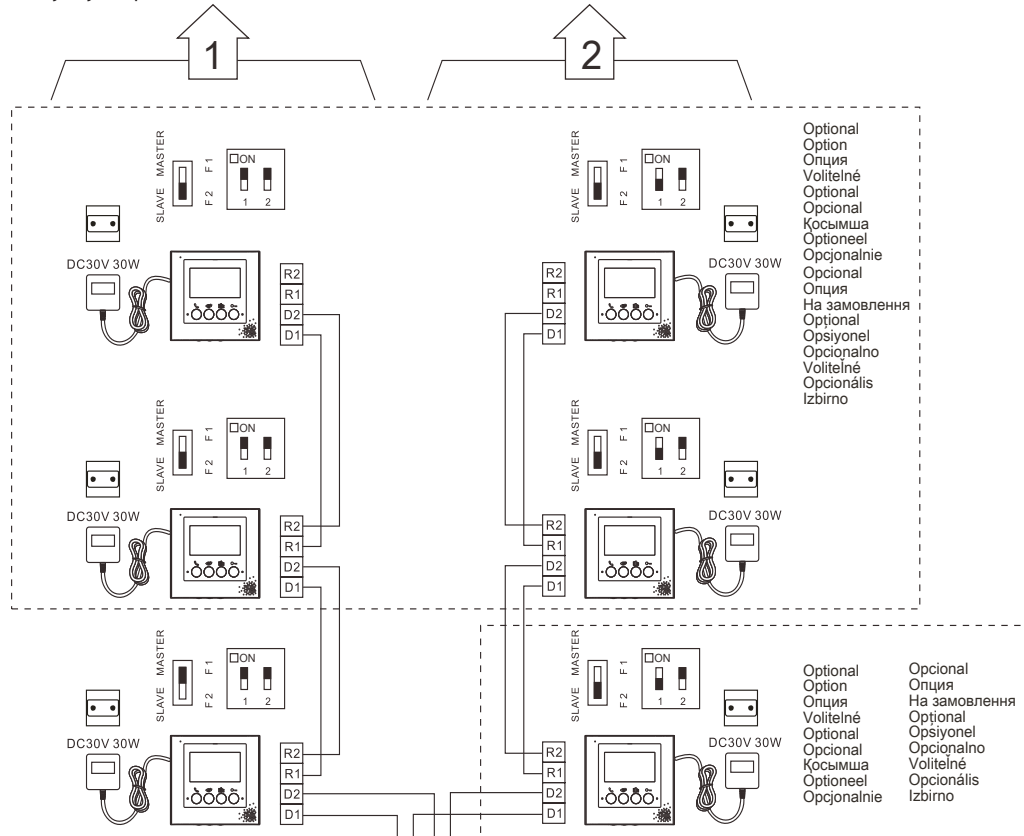 1
2
MASTER
SLAVE
F 1
F 2
ON
1 2
DC30V 30W
R2
R1
D2
D1
MASTER
SLAVE
F 1
F 2
ON
1 2
DC30V 30W
R2
R1
D2
D1
Optional
Option
Опция
Volitelné
Optional
Opcional
Қосымша
Optioneel
Opcjonalnie
Opcional
Опция
На замовлення
Opțional
Opsiyonel
Opcionalno
Voliteľné
Opcionális
Izbirno
MASTER
SLAVE
F 1
F 2
ON
1 2
DC30V 30W
R2
R1
D2
D1
MASTER
SLAVE
F 1
F 2
ON
1 2
DC30V 30W
R2
R1
D2
D1
MASTER
SLAVE
F 1
F 2
ON
1 2
DC30V 30W
R2
R1
D2
D1
MASTER
SLAVE
F 1
F 2
ON
1 2
DC30V 30W
R2
R1
D2
D1
Optional
Option
Опция
Volitelné
Optional
Opcional
Қосымша
Optioneel
Opcjonalnie
Opcional
Опция
На замовлення
Opțional
Opsiyonel
Opcionalno
Voliteľné
Opcionális
Izbirno